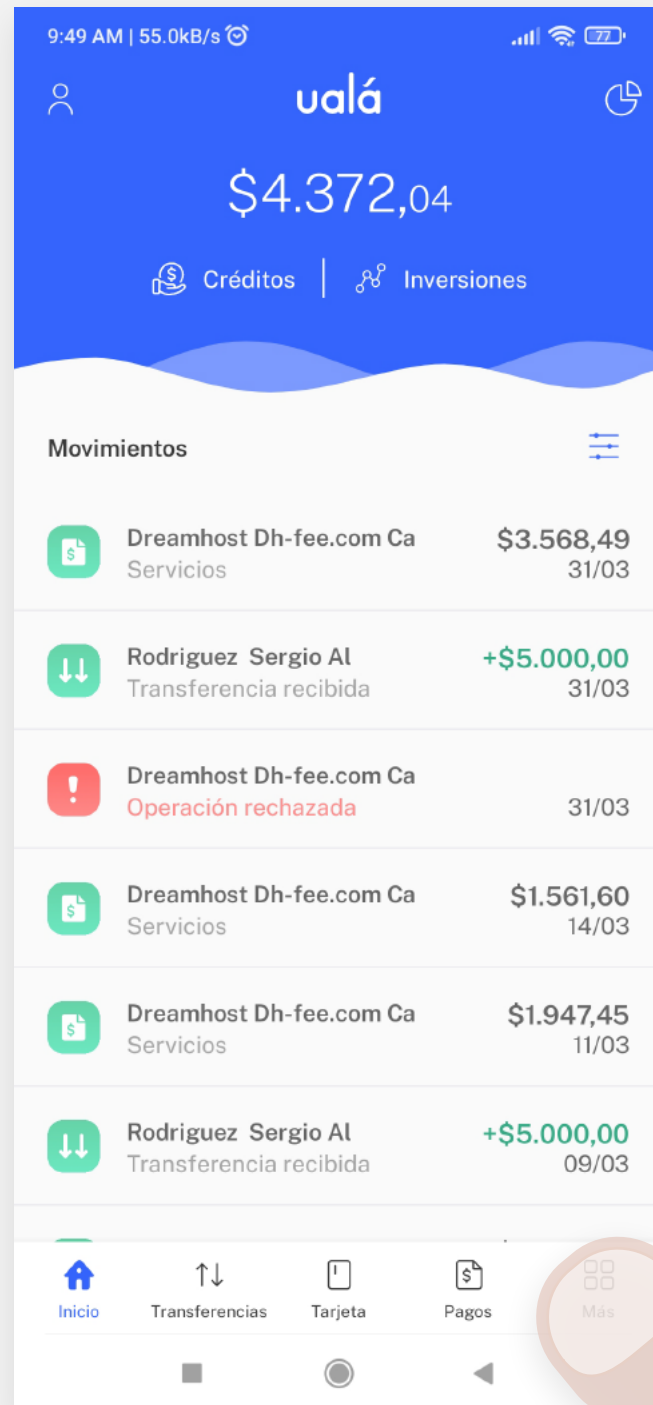 9:49 AM | 55.0kB/s
77
ualá
$4.372,04
Créditos | Inversiones
Movimientos
Dreamhost Dh-fee.com Ca $3.568,49
Servicios 31/03
Rodriguez Sergio Al +$5.000,00
Transferencia recibida 31/03
Dreamhost Dh-fee.com Ca
Operación rechazada 31/03
Dreamhost Dh-fee.com Ca $1.561,60
Servicios 14/03
Dreamhost Dh-fee.com Ca $1.947,45
Servicios 11/03
Rodriguez Sergio Al +$5.000,00
Transferencia recibida 09/03
Inicio Transferencias Tarjeta Pagos Más